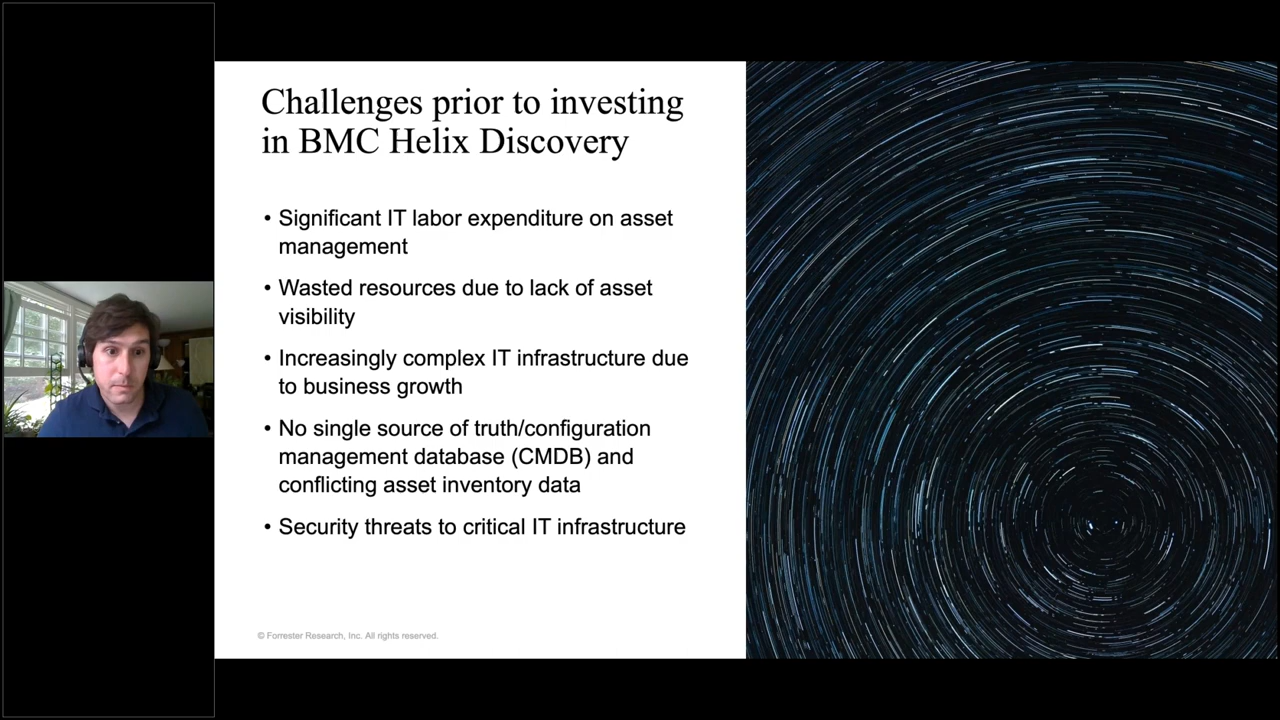 Challenges prior to investing
in BMC Helix Discovery
• Significant IT labor expenditure on asset
management
• Wasted resources due to lack of asset
visibility
• Increasingly complex IT infrastructure due
to business growth
• No single source of truth/configuration
management database (CMDB) and
conflicting asset inventory data
• Security threats to critical IT infrastructure
© Forrester Research, Inc. All rights reserved.